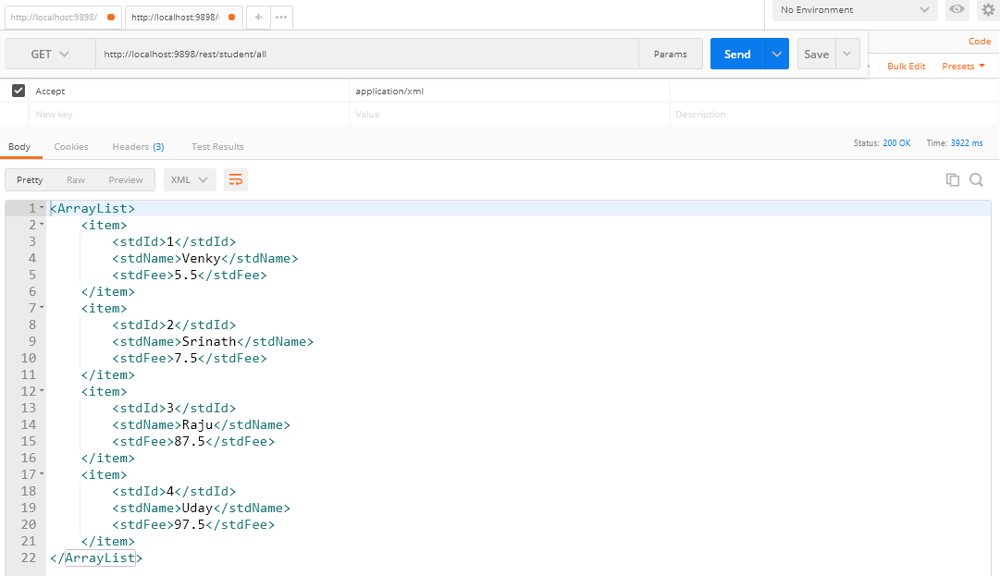 http://localhost:9898/ http://localhost:9898/ + ••• No Environment
GET http://localhost:9898/rest/student/all Params Send Save Code
Bulk Edit Presets
Accept application/xml
New key Value Description
Body Cookies Headers (3) Test Results Status: 200 OK Time: 3922 ms
Pretty Raw Preview XML
1 <ArrayList>
2 <item>
3 <stdId>1</stdId>
4 <stdName>Venky</stdName>
5 <stdFee>5.5</stdFee>
6 </item>
7 <item>
8 <stdId>2</stdId>
9 <stdName>Srinath</stdName>
10 <stdFee>7.5</stdFee>
11 </item>
12 <item>
13 <stdId>3</stdId>
14 <stdName>Raju</stdName>
15 <stdFee>87.5</stdFee>
16 </item>
17 <item>
18 <stdId>4</stdId>
19 <stdName>Uday</stdName>
20 <stdFee>97.5</stdFee>
21 </item>
22 </ArrayList>